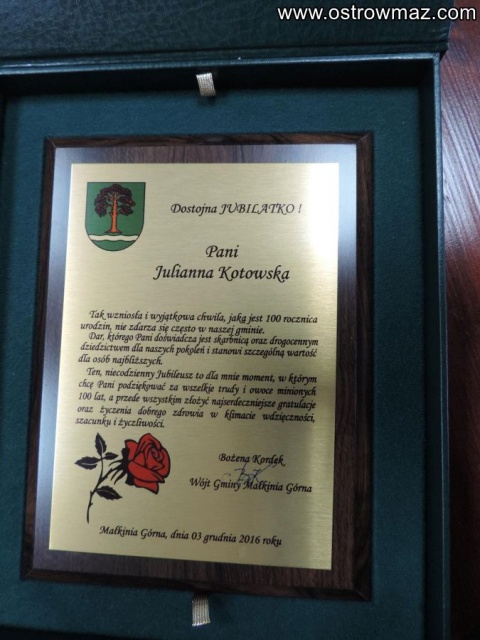 www.ostrowmaz.com
Dostojna JUBILATKO !
Pani
Julianna Kotowska
Tak wzniosła i wyjątkowa chwila, jaką jest 100 rocznica
urodzin, nie zdarza się często w naszej gminie.
Dar, którego Pani doświadcza jest skarbnicą oraz drogocennym
dziedzictwem dla naszych pokoleń i stanowi szczególną wartość
dla osób najbliższych.
Ten, niecodzienny Jubileusz to dla mnie moment, w którym
chcę Pani podziękować za wszelkie trudy i owoce minionych
100 lat, a przede wszystkim złożyć najserdeczniejsze gratulacje
oraz życzenia dobrego zdrowia w klimacie wdzięczności,
szacunku i życzliwości.
Bożena Kordek
Wójt Gminy Małkinia Górna
Małkinia Górna, dnia 03 grudnia 2016 roku